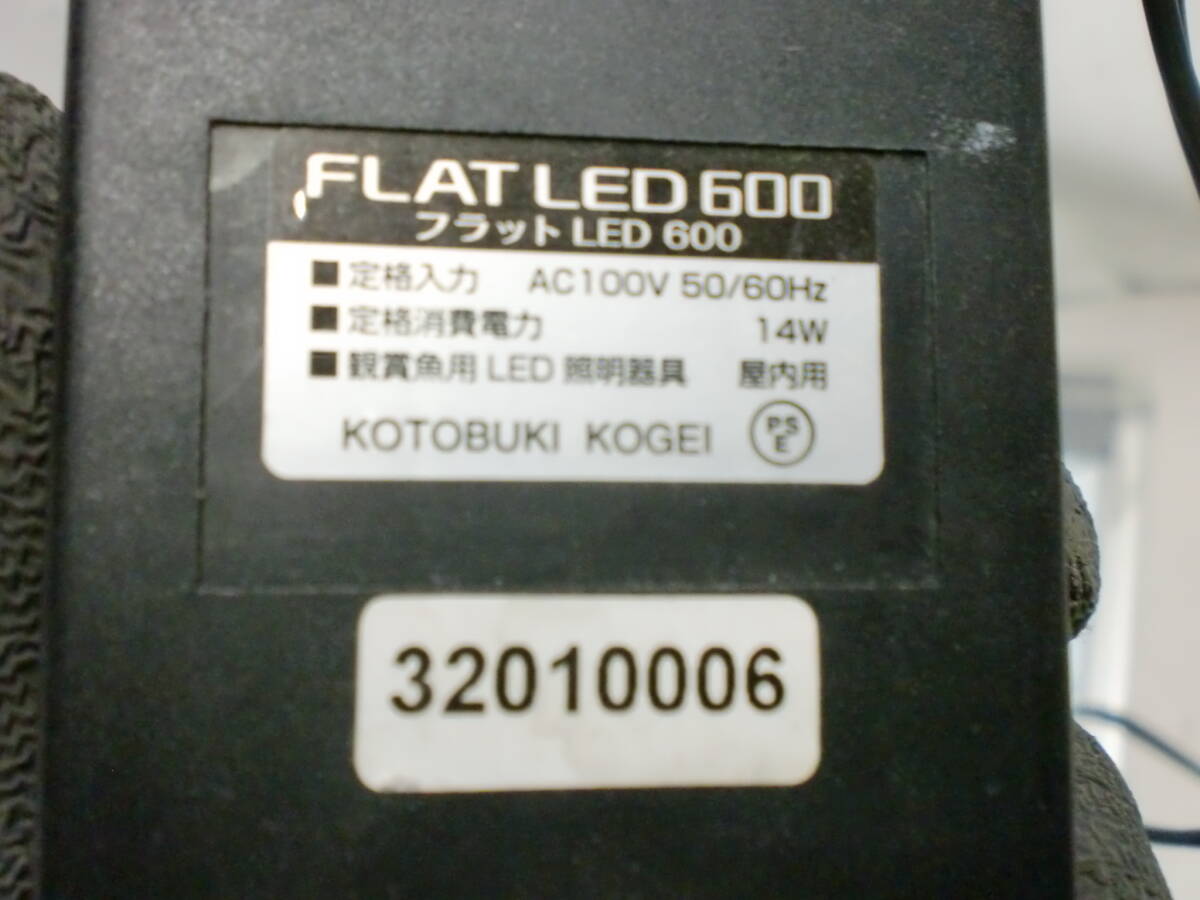 FLAT LED 600
フラット LED 600
■定格入力 AC100V 50/60Hz
■定格消費電力 14W
■観賞魚用 LED 照明器具 屋内用
KOTOBUKI KOGEI PSE
32010006